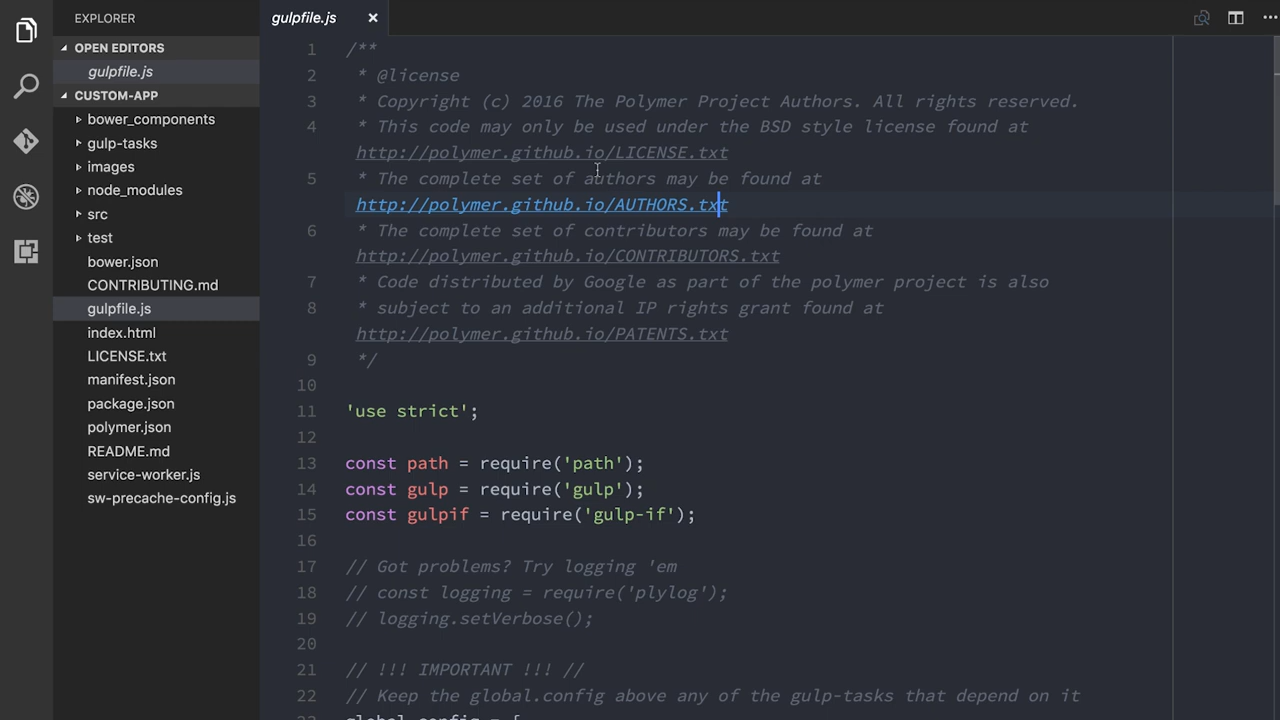 EXPLORER
OPEN EDITORS
gulpfile.js
CUSTOM-APP
bower_components
gulp-tasks
images
node_modules
src
test
bower.json
CONTRIBUTING.md
gulpfile.js
index.html
LICENSE.txt
manifest.json
package.json
polymer.json
README.md
service-worker.js
sw-precache-config.js
gulpfile.js
1 /**
2 * @license
3 * Copyright (c) 2016 The Polymer Project Authors. All rights reserved.
4 * This code may only be used under the BSD style license found at
http://polymer.github.io/LICENSE.txt
5 * The complete set of authors may be found at
http://polymer.github.io/AUTHORS.txt
6 * The complete set of contributors may be found at
http://polymer.github.io/CONTRIBUTORS.txt
7 * Code distributed by Google as part of the polymer project is also
8 * subject to an additional IP rights grant found at
http://polymer.github.io/PATENTS.txt
9 */
10
11 'use strict';
12
13 const path = require('path');
14 const gulp = require('gulp');
15 const gulpif = require('gulp-if');
16
17 // Got problems? Try logging 'em
18 // const logging = require('plylog');
19 // logging.setVerbose();
20
21 // !!! IMPORTANT !!! //
22 // Keep the global.config above any of the gulp-tasks that depend on it
23 global.config = {